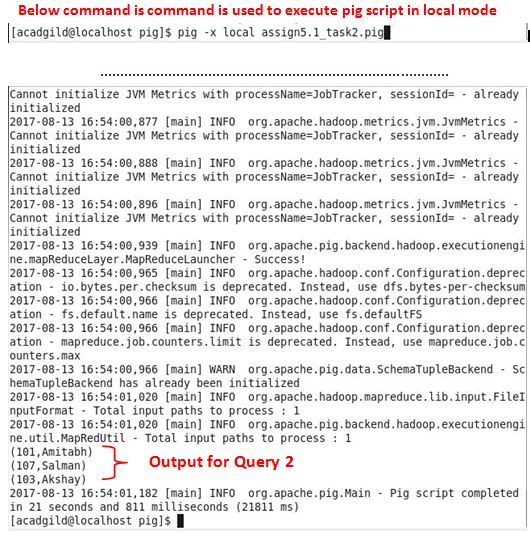 Below command is command is used to execute pig script in local mode
[acadgild@localhost pig]$ pig -x local assign5.1_task2.pig
Cannot initialize JVM Metrics with processName=JobTracker, sessionId= - already
initialized
2017-08-13 16:54:00,877 [main] INFO  org.apache.hadoop.metrics.jvm.JvmMetrics -
Cannot initialize JVM Metrics with processName=JobTracker, sessionId= - already
initialized
2017-08-13 16:54:00,888 [main] INFO  org.apache.hadoop.metrics.jvm.JvmMetrics -
Cannot initialize JVM Metrics with processName=JobTracker, sessionId= - already
initialized
2017-08-13 16:54:00,896 [main] INFO  org.apache.hadoop.metrics.jvm.JvmMetrics -
Cannot initialize JVM Metrics with processName=JobTracker, sessionId= - already
initialized
2017-08-13 16:54:00,939 [main] INFO  org.apache.pig.backend.hadoop.executionengi
ne.mapReduceLayer.MapReduceLauncher - Success!
2017-08-13 16:54:00,965 [main] INFO  org.apache.hadoop.conf.Configuration.deprec
ation - io.bytes.per.checksum is deprecated. Instead, use dfs.bytes-per-checksum
2017-08-13 16:54:00,966 [main] INFO  org.apache.hadoop.conf.Configuration.deprec
ation - fs.default.name is deprecated. Instead, use fs.defaultFS
2017-08-13 16:54:00,966 [main] INFO  org.apache.hadoop.conf.Configuration.deprec
ation - mapreduce.job.counters.limit is deprecated. Instead, use mapreduce.job.c
ounters.max
2017-08-13 16:54:00,966 [main] WARN  org.apache.pig.data.SchemaTupleBackend - Sc
hemaTupleBackend has already been initialized
2017-08-13 16:54:01,020 [main] INFO  org.apache.hadoop.mapreduce.lib.input.FileI
nputFormat - Total input paths to process : 1
2017-08-13 16:54:01,020 [main] INFO  org.apache.pig.backend.hadoop.executionengi
ne.util.MapRedUtil - Total input paths to process : 1
(101,Amitabh)
(107,Salman)
(103,Akshay)
Output for Query 2
2017-08-13 16:54:01,182 [main] INFO  org.apache.pig.Main - Pig script completed
in 21 seconds and 811 milliseconds (21811 ms)
[acadgild@localhost pig]$